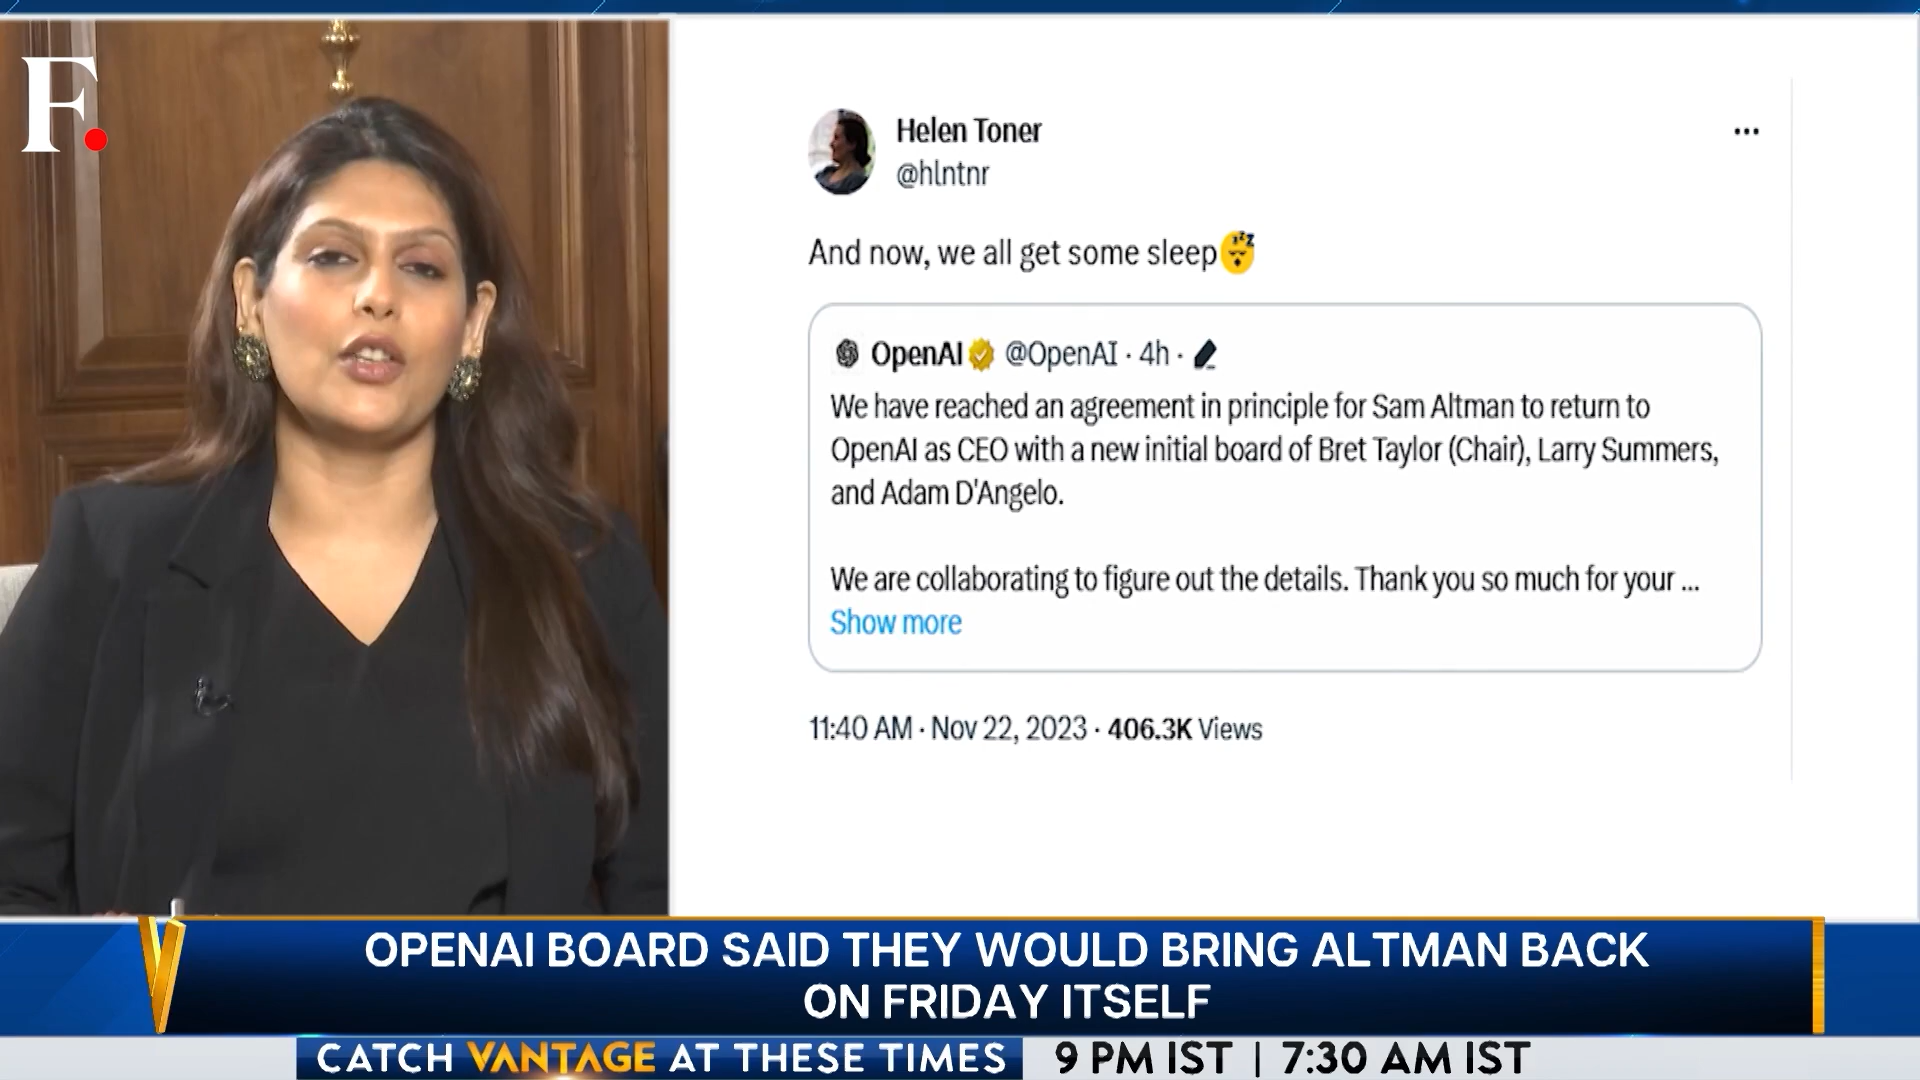 F.
Helen Toner
@hlntnr
And now, we all get some sleep😴
OpenAI @OpenAI · 4h ·
We have reached an agreement in principle for Sam Altman to return to
OpenAI as CEO with a new initial board of Bret Taylor (Chair), Larry Summers,
and Adam D'Angelo.
We are collaborating to figure out the details. Thank you so much for your ...
Show more
11:40 AM · Nov 22, 2023 · 406.3K Views
V
OPENAI BOARD SAID THEY WOULD BRING ALTMAN BACK
ON FRIDAY ITSELF
CATCH VANTAGE AT THESE TIMES 9 PM IST | 7:30 AM IST